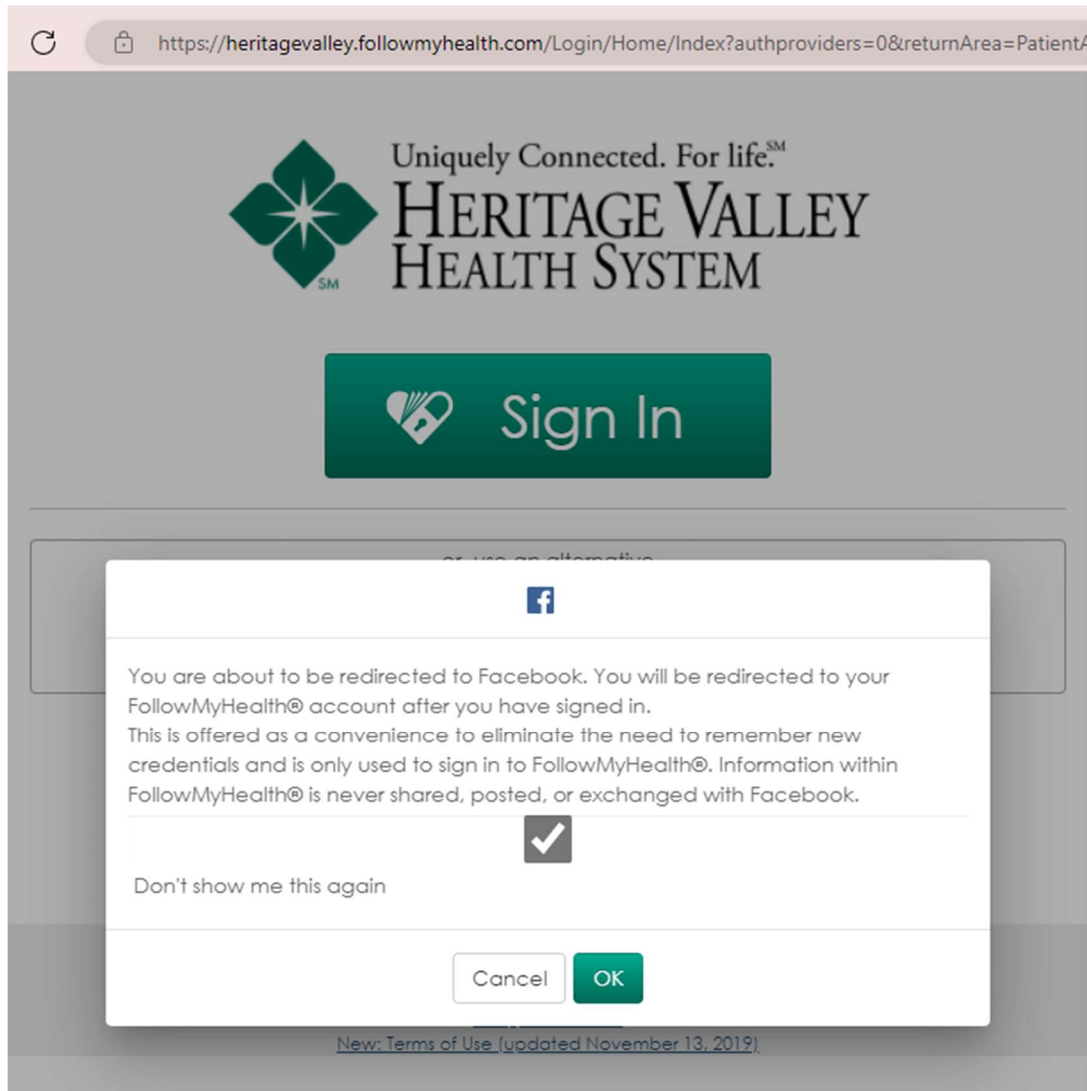 https://heritagevalley.followmyhealth.com/Login/Home/Index?authproviders=0&returnArea=PatientA
Uniquely Connected. For life.SM
HERITAGE VALLEY
HEALTH SYSTEM
SM
Sign In
or, use an alternative
You are about to be redirected to Facebook. You will be redirected to your
FollowMyHealth® account after you have signed in.
This is offered as a convenience to eliminate the need to remember new
credentials and is only used to sign in to FollowMyHealth®. Information within
FollowMyHealth® is never shared, posted, or exchanged with Facebook.
Don't show me this again
Cancel OK
New: Terms of Use (updated November 13, 2019)